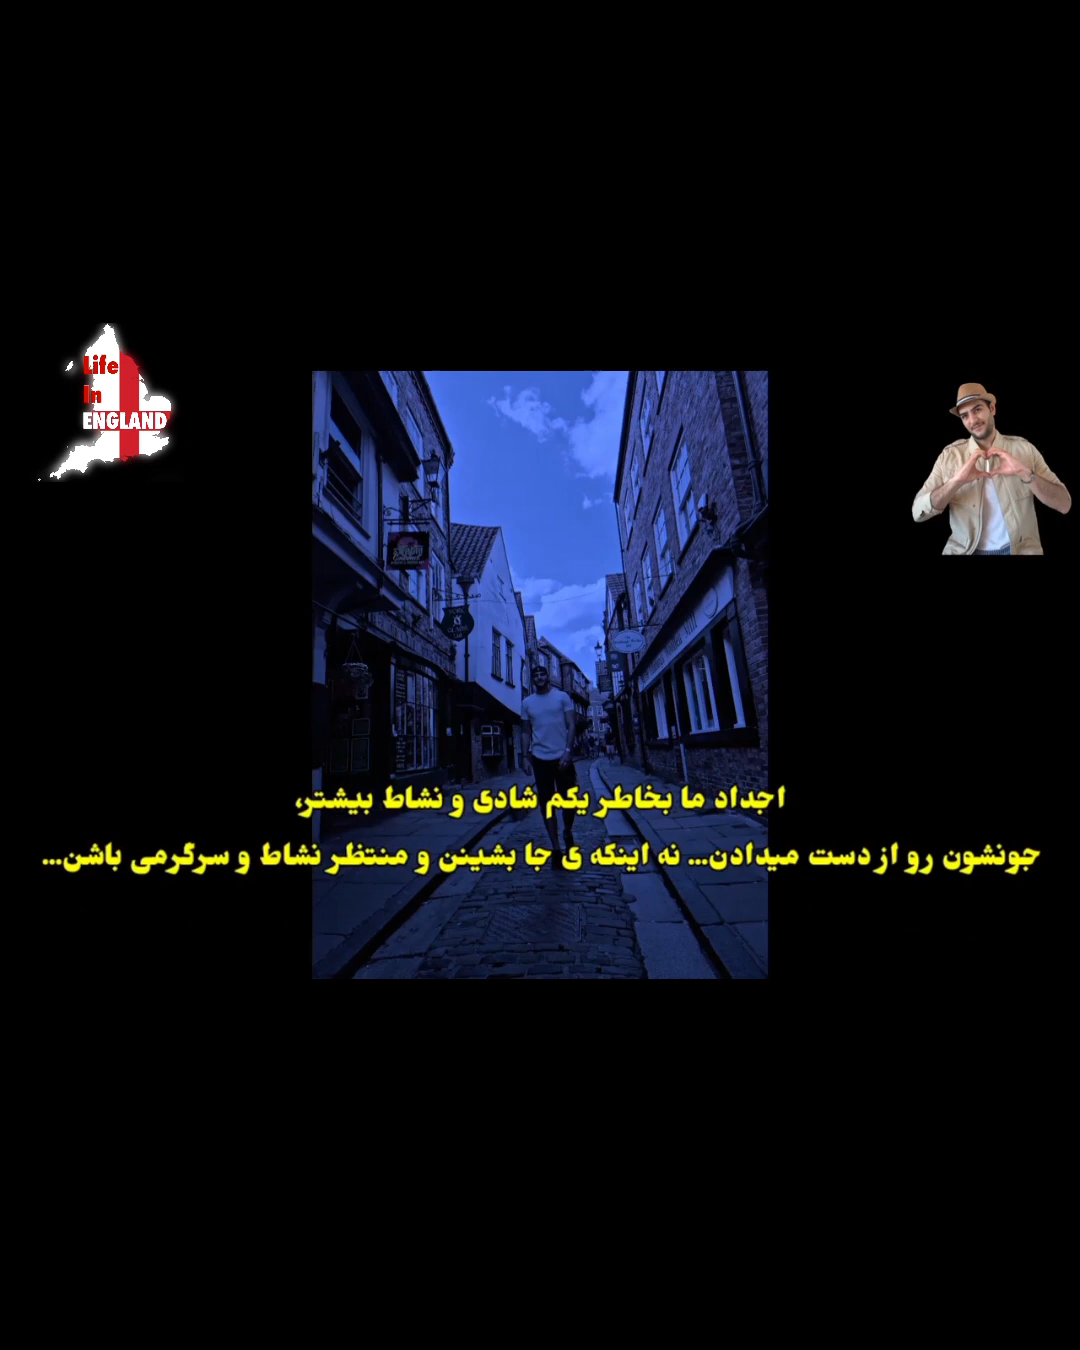 Life
In
ENGLAND
اجداد ما بخاطر یکم شادی و نشاط بیشتر،
جونشون رو از دست میدادن... نه اینکه ی جا بشینن و منتظر نشاط و سرگرمی باشن...